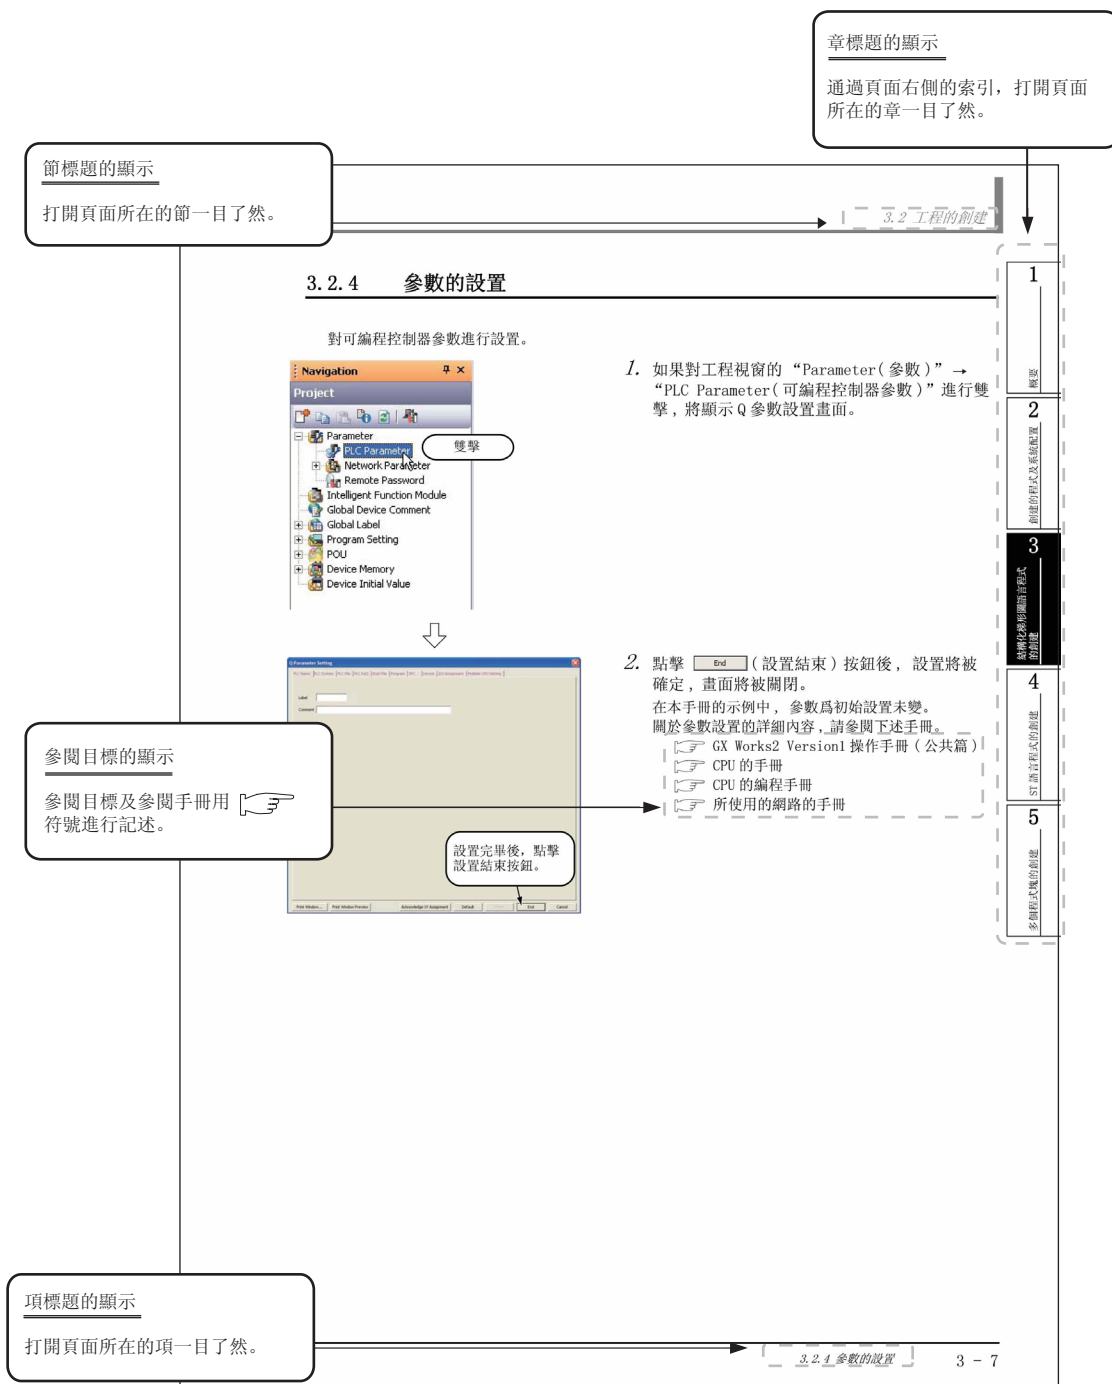 章標題的顯示
通過頁面右側的索引，打開頁面
所在的章一目了然。
節標題的顯示
打開頁面所在的節一目了然。
3.2 工程的創建
3.2.4 參數的設置
對可編程控制器參數進行設置。
Navigation
Project
Parameter
PLC Parameter
雙擊
Network Parameter
Remote Password
Intelligent Function Module
Global Device Comment
Global Label
Program Setting
POU
Device Memory
Device Initial Value
1. 如果對工程視窗的 “Parameter(參數)” →
“PLC Parameter(可編程控制器參數)”進行雙
擊，將顯示 Q 參數設置畫面。
Q Parameter Setting
Label
Comment
設置完畢後，點擊
設置結束按鈕。
Print Window...
Print Window Preview
Acknowledge XY Assignment
Default
End
Cancel
2. 點擊 End (設置結束)按鈕後，設置將被
確定，畫面將被關閉。
在本手冊的示例中，參數爲初始設置未變。
關於參數設置的詳細內容，請參閱下述手冊。
GX Works2 Version1 操作手冊(公共篇)
CPU 的手冊
CPU 的編程手冊
所使用的網路的手冊
參閱目標的顯示
參閱目標及參閱手冊用
符號進行記述。
1
概要
2
創建的程式及系統配置
3
結構化梯形圖語言程式
的創建
4
ST 語言程式的創建
5
多個程式塊的創建
項標題的顯示
打開頁面所在的項一目了然。
3.2.4 參數的設置
3 - 7